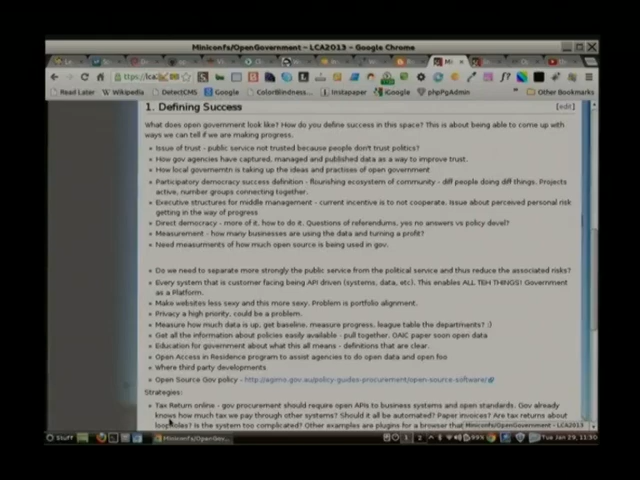 Miniconfs/OpenGovernment - LCA2013 - Google Chrome
https://lca2
Read Later Wikipedia DetectCMS Google ColorBlindness... Instapaper iGoogle phpPgAdmin Other Bookmarks
1. Defining Success [edit]
What does open government look like? How do you define success in this space? This is about being able to come up with
ways we can tell if we are making progress.
Issue of trust - public service not trusted because people don't trust politics?
How gov agencies have captured, managed and published data as a way to improve trust.
How local governemtn is taking up the ideas and practises of open government
Participatory democracy success definition - flourishing ecosystem of community - diff people doing diff things. Projects
active, number groups connecting together.
Executive structures for middle management - current incentive is to not cooperate. Issue about percieved personal risk
getting in the way of progress
Direct democracy - more of it, how to do it. Questions of referendums, yes no answers vs policy devel?
Measurement - how many businesses are using the data and turning a profit?
Need measurments of how much open source is being used in gov.
Do we need to separate more strongly the public service from the political service and thus reduce the associated risks?
Every system that is customer facing being API driven (systems, data, etc). This enables ALL TEH THINGS! Government
as a Platform.
Make websites less sexy and this more sexy. Problem is portfolio alignment.
Privacy a high priority, could be a problem.
Measure how much data is up, get baseline, measure progress, league table the departments? :)
Get all the information about policies easily available - pull together. OAIC paper soon open data
Education for government about what this all means - definitions that are clear.
Open Access in Residence program to assist agencies to do open data and open foo
Where third party developments
Open Source Gov policy - http://agimo.gov.au/policy-guides-procurement/open-source-software/
Strategies:
Tax Return online - gov procurement should require open APIs to business systems and open standards. Gov already
knows how much tax we pay through other systems? Should it all be automated? Paper invoices? Are tax returns about
loopholes? Is the system too complicated? Other examples are plugins for a browser that Miniconfs/OpenGovernment - LCA2013
Stuff Miniconfs/OpenGov... 99% Tue Jan 29, 11:30